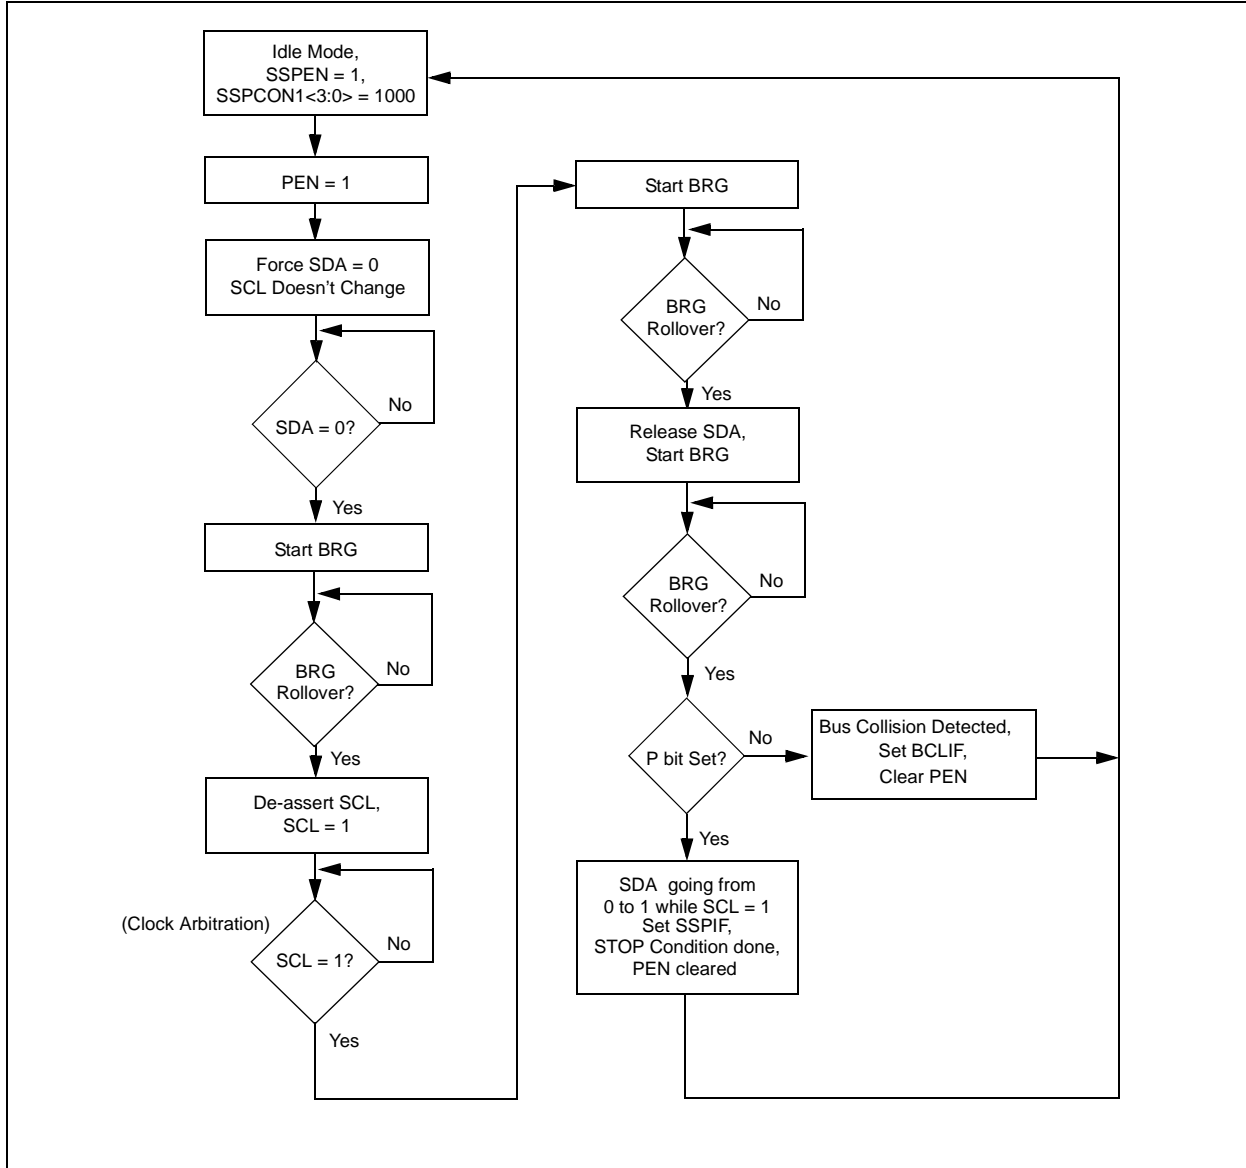 Idle Mode,
SSPEN = 1,
SSPCON1<3:0> = 1000
PEN = 1
Force SDA = 0
SCL Doesn't Change
No
SDA = 0?
Yes
Start BRG
BRG
Rollover?
No
Yes
De-assert SCL,
SCL = 1
(Clock Arbitration)
No
SCL = 1?
Yes
Start BRG
BRG
Rollover?
No
Yes
Release SDA,
Start BRG
BRG
Rollover?
No
Yes
P bit Set?
No
Bus Collision Detected,
Set BCLIF,
Clear PEN
Yes
SDA going from
0 to 1 while SCL = 1
Set SSPIF,
STOP Condition done,
PEN cleared